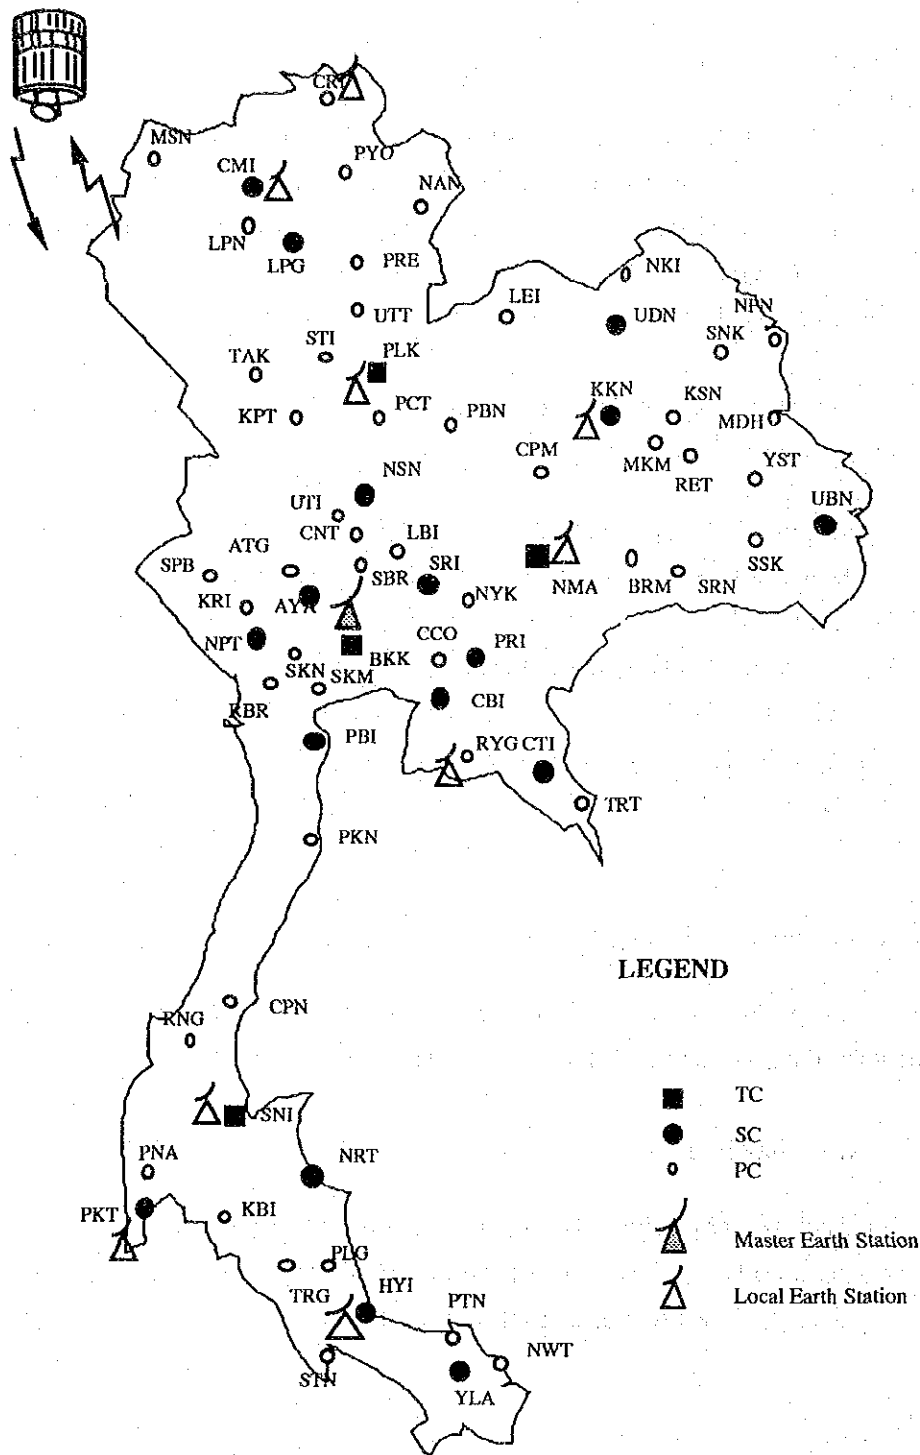 CRI
MSN
PYO
CMI
NAN
LPN
LPG
PRE
NKI
LEI
NPN
UTT
UDN
SNK
STI
PLK
TAK
KKN
KSN
KPT
PCT
PBN
MDH
CPM
MKM
YST
NSN
RET
UBN
UTI
CNT
LBI
ATG
SPB
SBR
SRI
NMA
BRM
SRN
SSK
KRI
AYA
NYK
NPT
CCO
PRI
BKK
SKN
SKM
RBR
CBI
PBI
RYG
CTI
TRT
PKN
LEGEND
CPN
RNG
TC
SNI
SC
PNA
NRT
PC
PKT
KBI
Master Earth Station
PLG
TRG
HYI
Local Earth Station
PTN
NWT
STN
YLA